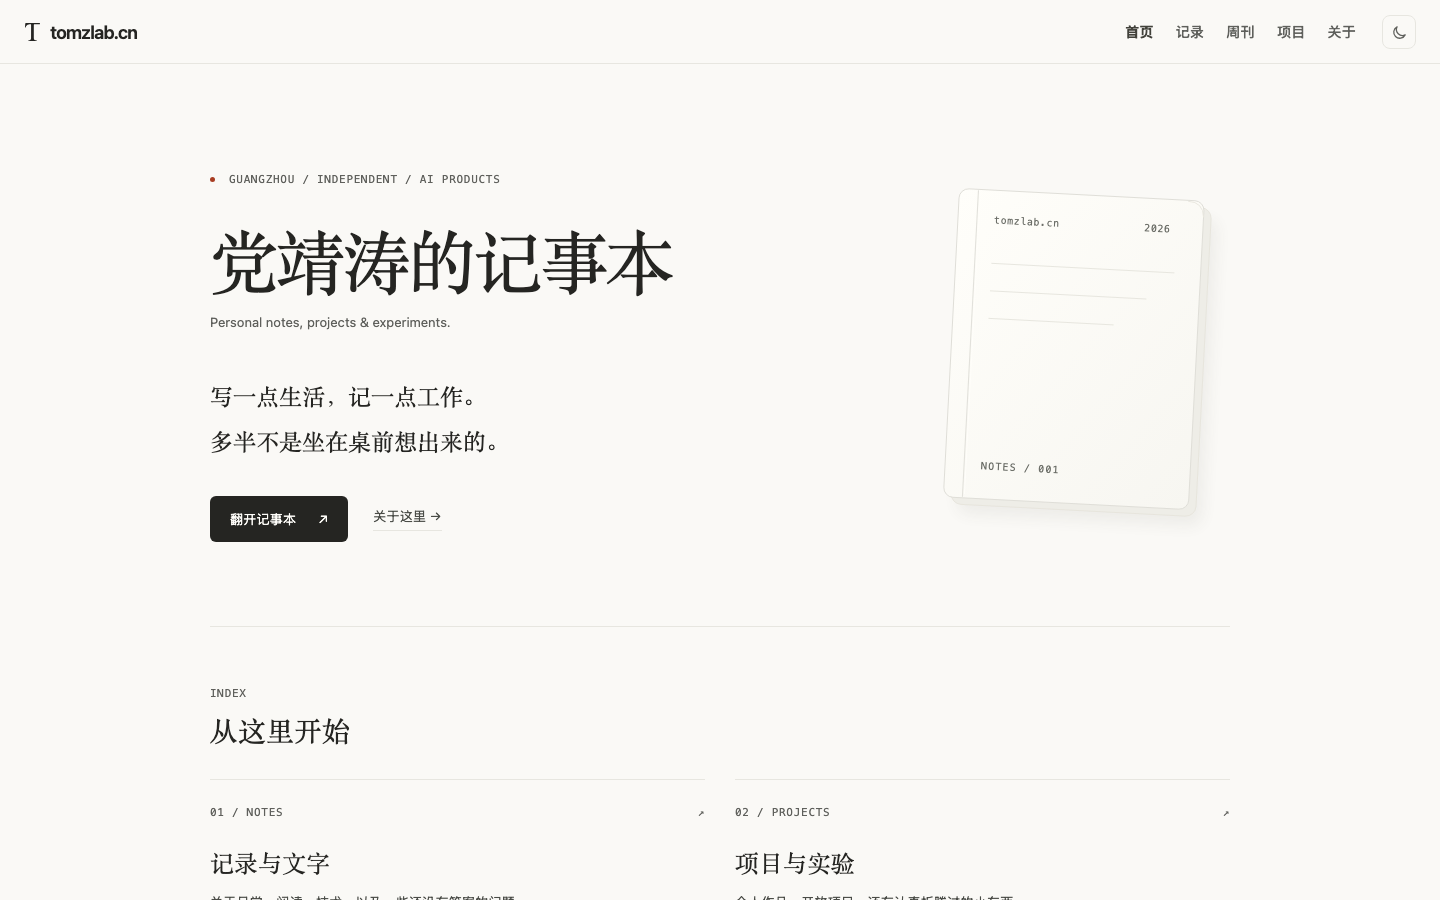 T tomzlab.cn
首页 记录 周刊 项目 关于
GUANGZHOU / INDEPENDENT / AI PRODUCTS
党靖涛的记事本
Personal notes, projects & experiments.
写一点生活，记一点工作。
多半不是坐在桌前想出来的。
翻开记事本 ↗
关于这里 →
tomzlab.cn 2026
NOTES / 001
INDEX
从这里开始
01 / NOTES ↗
记录与文字
02 / PROJECTS ↗
项目与实验